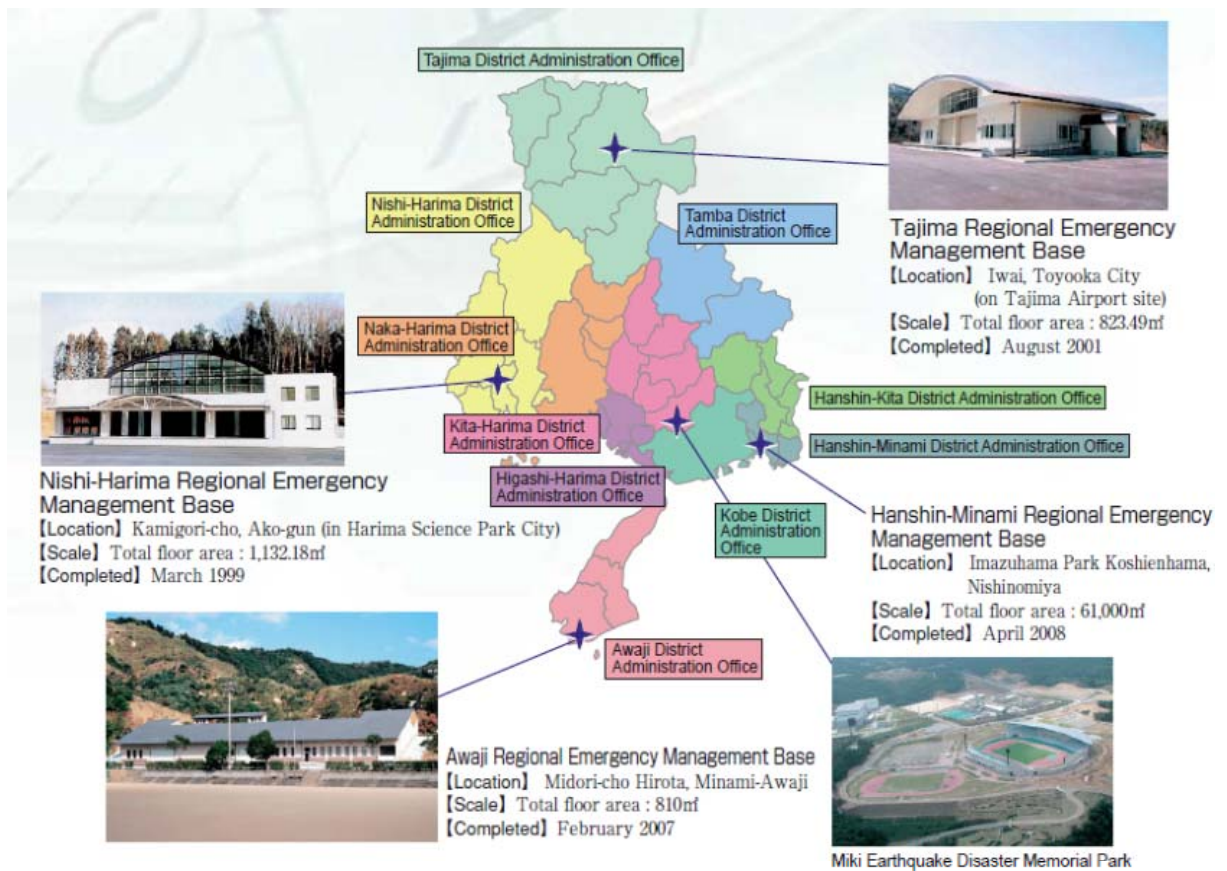 Tajima District Administration Office
Nishi-Harima District
Administration Office
Tamba District
Administration Office
Tajima Regional Emergency
Management Base
【Location】 Iwai, Toyooka City
(on Tajima Airport site)
【Scale】 Total floor area : 823.49㎡
【Completed】 August 2001
Naka-Harima District
Administration Office
Hanshin-Kita District Administration Office
Kita-Harima District
Administration Office
Hanshin-Minami District Administration Office
Nishi-Harima Regional Emergency
Management Base
【Location】 Kamigori-cho, Ako-gun (in Harima Science Park City)
【Scale】 Total floor area : 1,132.18㎡
【Completed】 March 1999
Higashi-Harima District
Administration Office
Kobe District
Administration
Office
Hanshin-Minami Regional Emergency
Management Base
【Location】 Imazuhama Park Koshienhama,
Nishinomiya
【Scale】 Total floor area : 61,000㎡
【Completed】 April 2008
Awaji District
Administration Office
Awaji Regional Emergency Management Base
【Location】 Midori-cho Hirota, Minami-Awaji
【Scale】 Total floor area : 810㎡
【Completed】 February 2007
Miki Earthquake Disaster Memorial Park